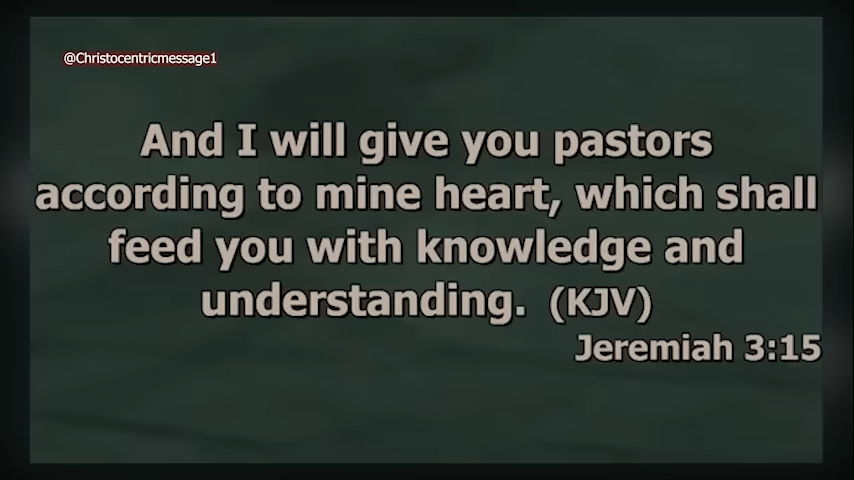 @Christocentricmessage1
And I will give you pastors
according to mine heart, which shall
feed you with knowledge and
understanding. (KJV)
Jeremiah 3:15